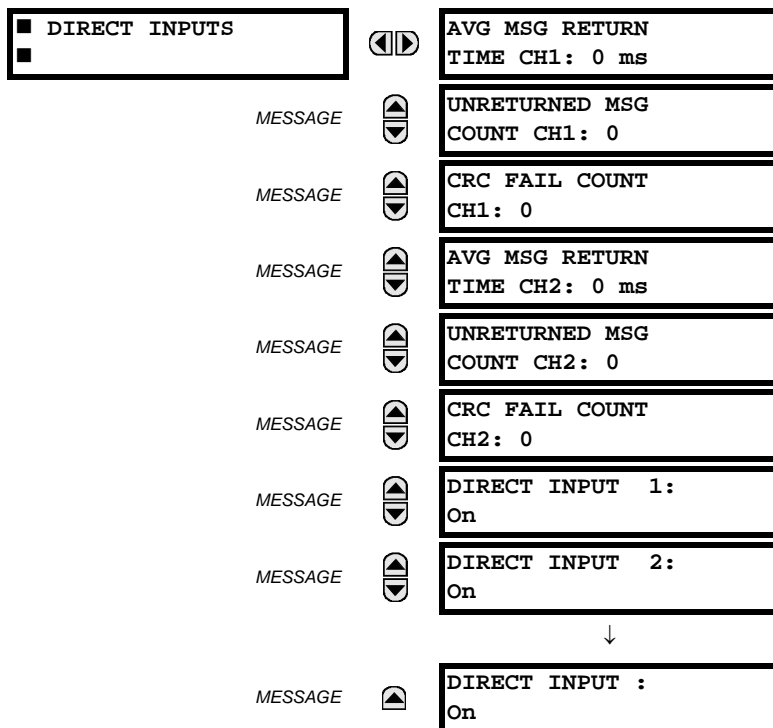 ■ DIRECT INPUTS
■
AVG MSG RETURN
TIME CH1: 0 ms
MESSAGE
UNRETURNED MSG
COUNT CH1: 0
MESSAGE
CRC FAIL COUNT
CH1: 0
MESSAGE
AVG MSG RETURN
TIME CH2: 0 ms
MESSAGE
UNRETURNED MSG
COUNT CH2: 0
MESSAGE
CRC FAIL COUNT
CH2: 0
MESSAGE
DIRECT INPUT 1:
On
MESSAGE
DIRECT INPUT 2:
On
↓
MESSAGE
DIRECT INPUT :
On